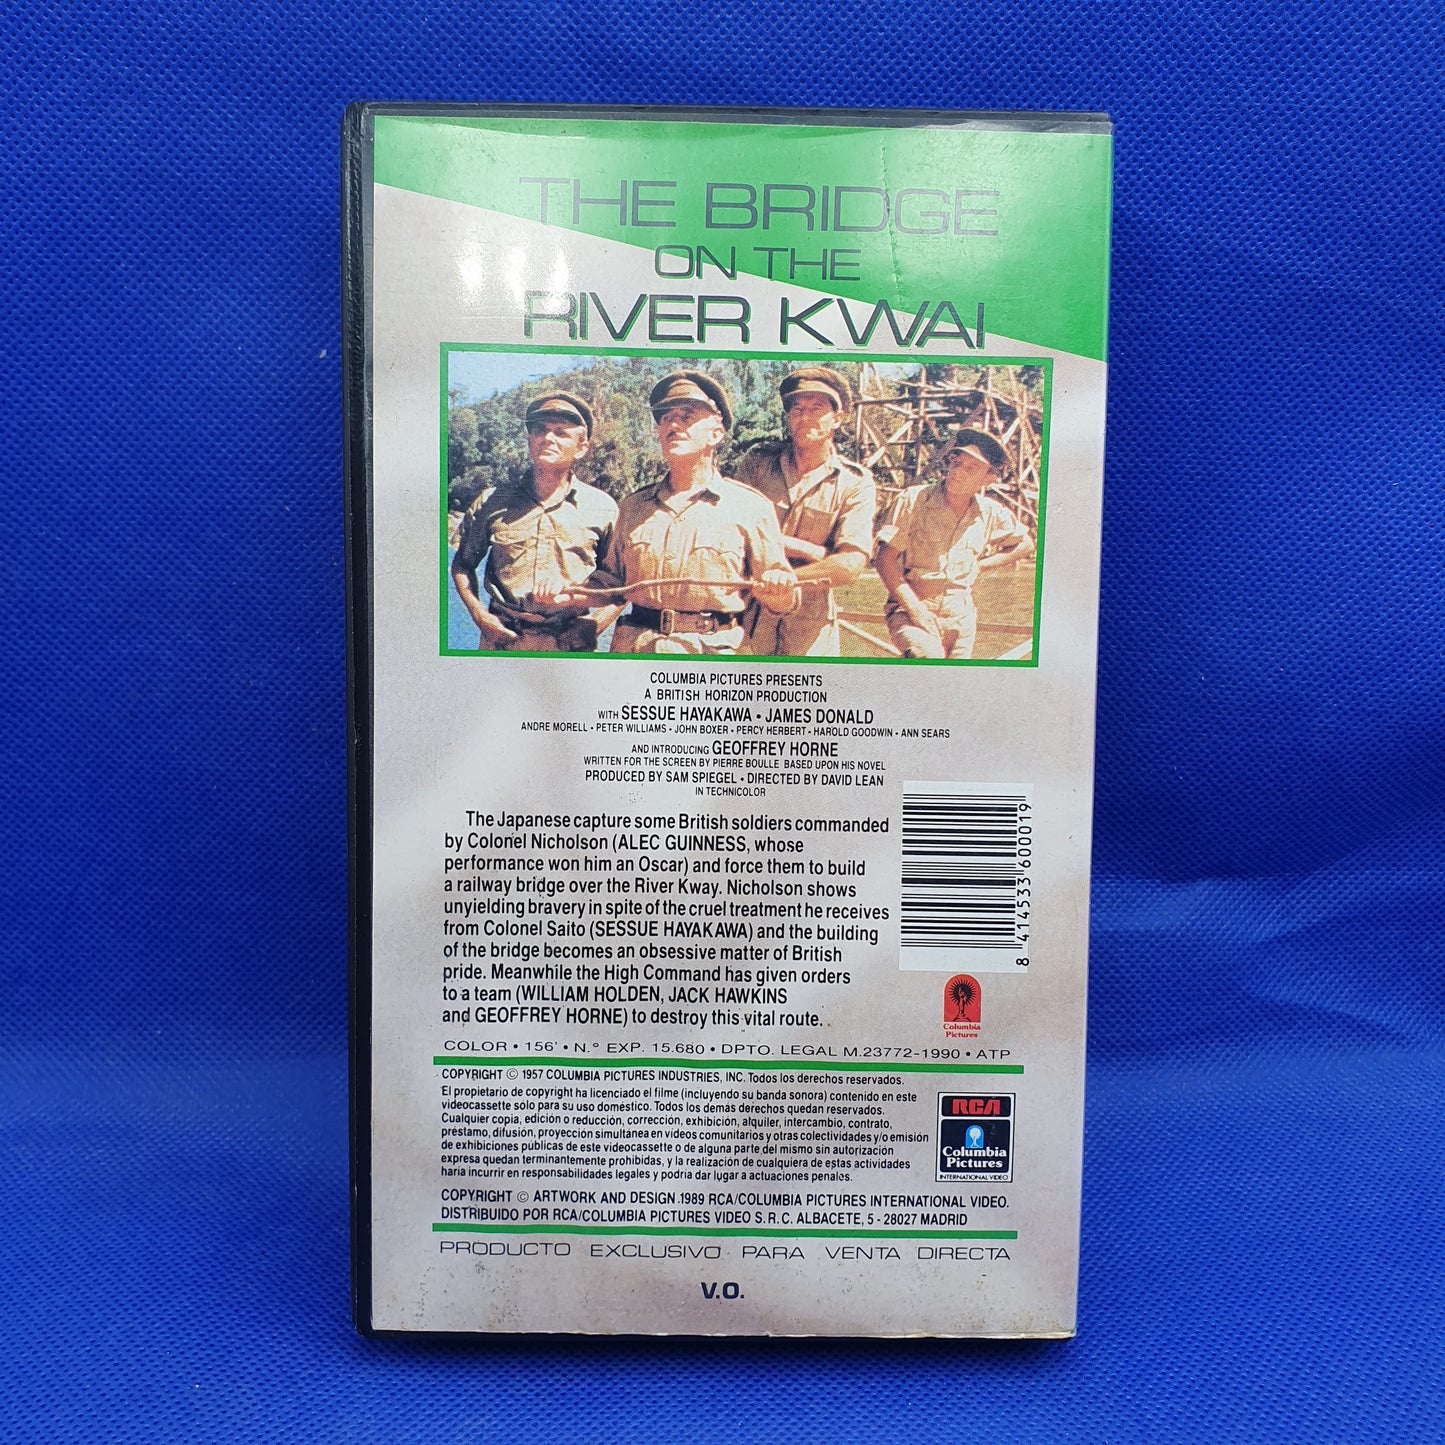 THE BRIDGE
ON THE
RIVER KWAI
COLUMBIA PICTURES PRESENTS
A BRITISH HORIZON PRODUCTION
WITH SESSUE HAYAKAWA • JAMES DONALD
ANDRE MORELL • PETER WILLIAMS • JOHN BOXER • PERCY HERBERT • HAROLD GOODWIN • ANN SEARS
AND INTRODUCING GEOFFREY HORNE
WRITTEN FOR THE SCREEN BY PIERRE BOULLE BASED UPON HIS NOVEL
PRODUCED BY SAM SPIEGEL • DIRECTED BY DAVID LEAN
IN TECHNICOLOR
The Japanese capture some British soldiers commanded
by Colonel Nicholson (ALEC GUINNESS, whose
performance won him an Oscar) and force them to build
a railway bridge over the River Kway. Nicholson shows
unyielding bravery in spite of the cruel treatment he receives
from Colonel Saito (SESSUE HAYAKAWA) and the building
of the bridge becomes an obsessive matter of British
pride. Meanwhile the High Command has given orders
to a team (WILLIAM HOLDEN, JACK HAWKINS
and GEOFFREY HORNE) to destroy this vital route.
8 414533 600019
Columbia
Pictures
COLOR • 156' • N.° EXP. 15.680 • DPTO. LEGAL M.23772-1990 • ATP
COPYRIGHT © 1957 COLUMBIA PICTURES INDUSTRIES, INC. Todos los derechos reservados.
El propietario de copyright ha licenciado el filme (incluyendo su banda sonora) contenido en este
videocassette sólo para su uso doméstico. Todos los demás derechos quedan reservados.
Cualquier copia, edición o reducción, corrección, exhibición, alquiler, intercambio, contrato,
préstamo, difusión, proyección simultanea en vídeos comunitarios y otras colectividades y/o emisión
de exhibiciones públicas de este videocassette o de alguna parte del mismo sin autorización
expresa quedan terminantemente prohibidas, y la realización de cualquiera de estas actividades
haria incurrir en responsabilidades legales y podria dar lugar a actuaciones penales.
RCA
Columbia
Pictures
INTERNATIONAL VIDEO
COPYRIGHT © ARTWORK AND DESIGN 1989 RCA/COLUMBIA PICTURES INTERNATIONAL VIDEO.
DISTRIBUIDO POR RCA/COLUMBIA PICTURES VIDEO S.R.C. ALBACETE, 5 - 28027 MADRID
PRODUCTO EXCLUSIVO PARA VENTA DIRECTA
V.O.